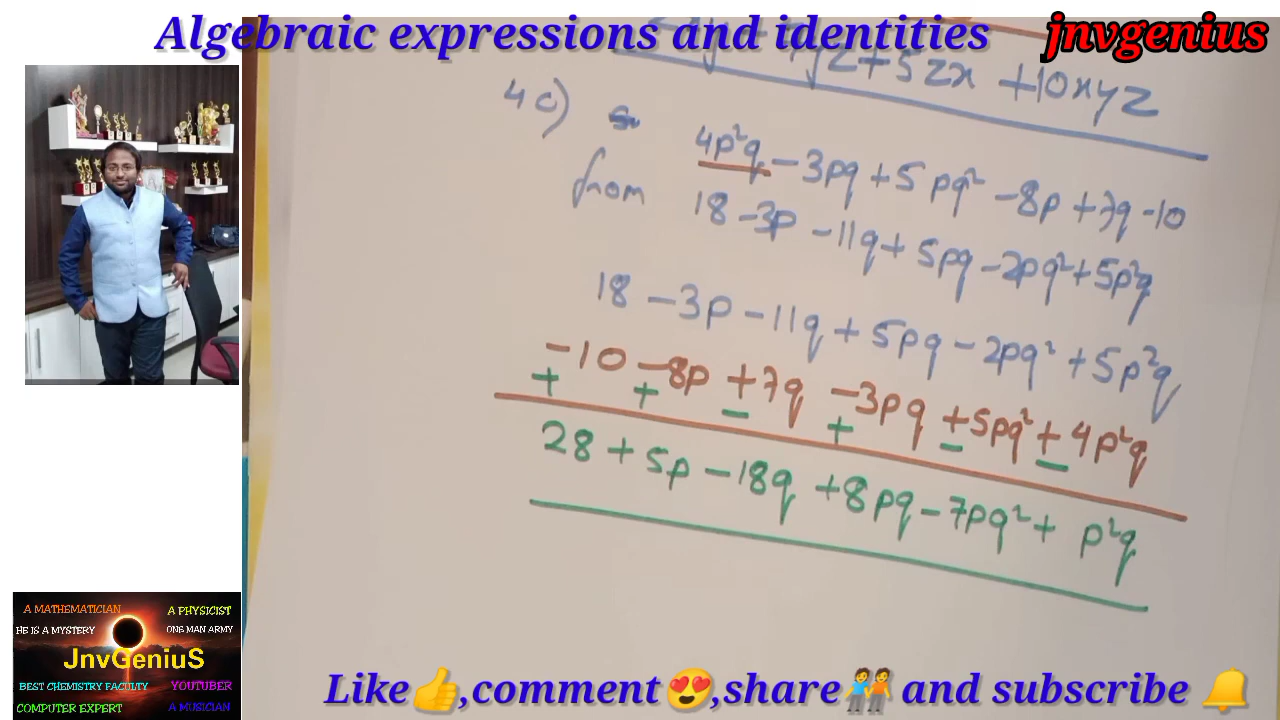 Algebraic expressions and identities
jnvgenius
+5zx +10xyz
4 c)
4p²q - 3pq + 5pq² - 8p + 7q - 10
from 18 - 3p - 11q + 5pq - 2pq² + 5p²q
18 - 3p - 11q + 5pq - 2pq² + 5p²q
- 10 - 8p + 7q - 3pq + 5pq² + 4p²q
+ + - + - -
28 + 5p - 18q + 8pq - 7pq² + p²q
A MATHEMATICIAN
A PHYSICIST
HE IS A MYSTERY
ONE MAN ARMY
JnvGeniuS
BEST CHEMISTRY FACULTY
YOUTUBER
COMPUTER EXPERT
A MUSICIAN
Like👍,comment😍,share👬 and subscribe 🔔